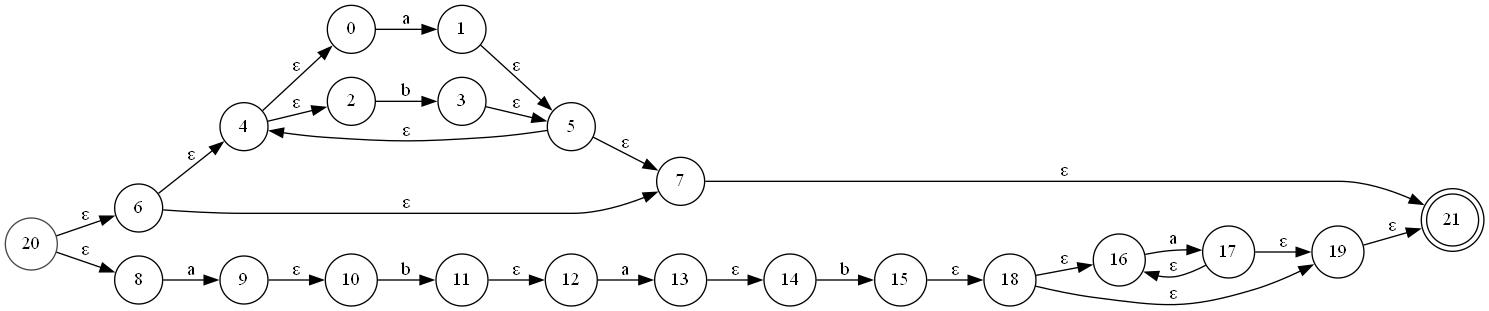 0 a 1
ε ε
ε 2 b 3 ε
4 ε 5
ε ε
6 ε 7 ε
20 ε ε 21
ε 8 a 9 ε 10 b 11 ε 12 a 13 ε 14 b 15 ε 18 ε 16 a 17 ε 19 ε
ε
ε